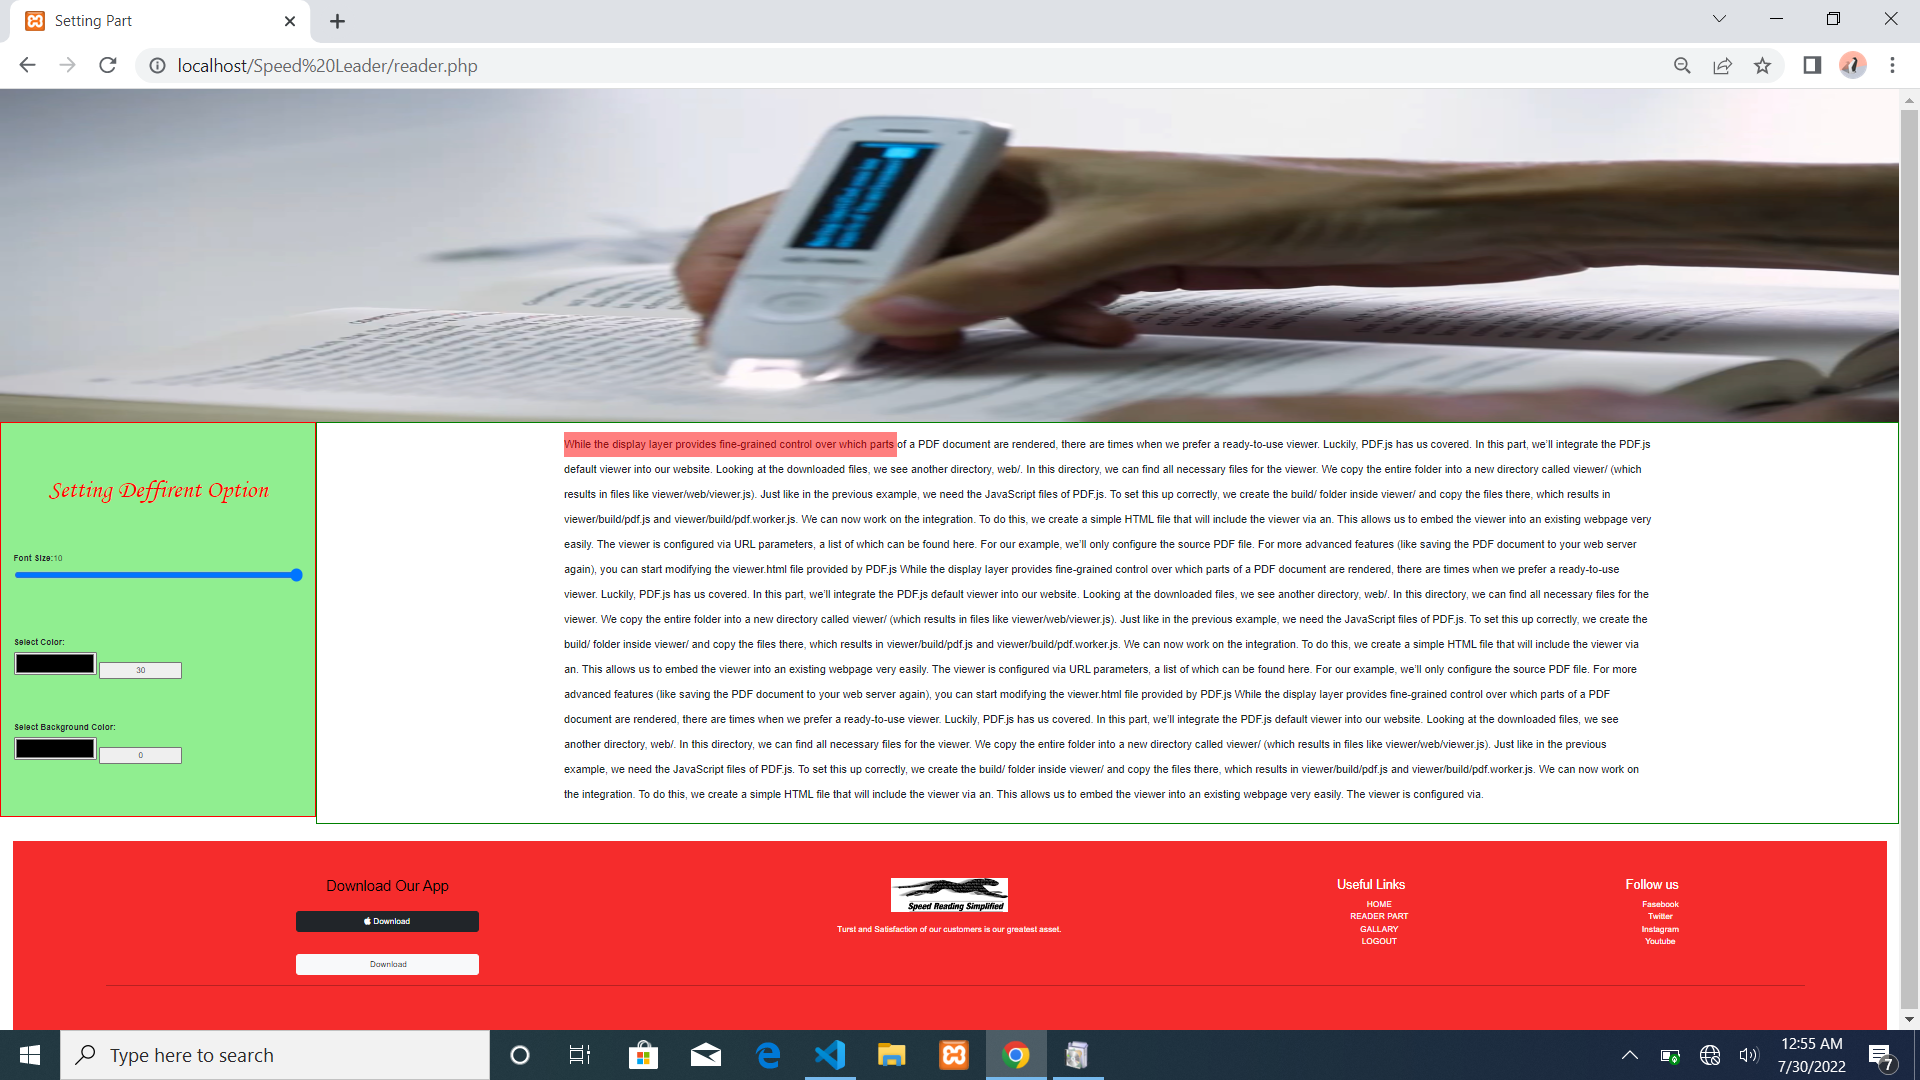 Setting Part
localhost/Speed%20Leader/reader.php
Setting Deffirent Option
Font Size:10
Select Color:
30
Select Background Color:
0
While the display layer provides fine-grained control over which parts of a PDF document are rendered, there are times when we prefer a ready-to-use viewer. Luckily, PDF.js has us covered. In this part, we'll integrate the PDF.js
default viewer into our website. Looking at the downloaded files, we see another directory, web/. In this directory, we can find all necessary files for the viewer. We copy the entire folder into a new directory called viewer/ (which
results in files like viewer/web/viewer.js). Just like in the previous example, we need the JavaScript files of PDF.js. To set this up correctly, we create the build/ folder inside viewer/ and copy the files there, which results in
viewer/build/pdf.js and viewer/build/pdf.worker.js. We can now work on the integration. To do this, we create a simple HTML file that will include the viewer via an. This allows us to embed the viewer into an existing webpage very
easily. The viewer is configured via URL parameters, a list of which can be found here. For our example, we'll only configure the source PDF file. For more advanced features (like saving the PDF document to your web server
again), you can start modifying the viewer.html file provided by PDF.js While the display layer provides fine-grained control over which parts of a PDF document are rendered, there are times when we prefer a ready-to-use
viewer. Luckily, PDF.js has us covered. In this part, we'll integrate the PDF.js default viewer into our website. Looking at the downloaded files, we see another directory, web/. In this directory, we can find all necessary files for the
viewer. We copy the entire folder into a new directory called viewer/ (which results in files like viewer/web/viewer.js). Just like in the previous example, we need the JavaScript files of PDF.js. To set this up correctly, we create the
build/ folder inside viewer/ and copy the files there, which results in viewer/build/pdf.js and viewer/build/pdf.worker.js. We can now work on the integration. To do this, we create a simple HTML file that will include the viewer via
an. This allows us to embed the viewer into an existing webpage very easily. The viewer is configured via URL parameters, a list of which can be found here. For our example, we'll only configure the source PDF file. For more
advanced features (like saving the PDF document to your web server again), you can start modifying the viewer.html file provided by PDF.js While the display layer provides fine-grained control over which parts of a PDF
document are rendered, there are times when we prefer a ready-to-use viewer. Luckily, PDF.js has us covered. In this part, we'll integrate the PDF.js default viewer into our website. Looking at the downloaded files, we see
another directory, web/. In this directory, we can find all necessary files for the viewer. We copy the entire folder into a new directory called viewer/ (which results in files like viewer/web/viewer.js). Just like in the previous
example, we need the JavaScript files of PDF.js. To set this up correctly, we create the build/ folder inside viewer/ and copy the files there, which results in viewer/build/pdf.js and viewer/build/pdf.worker.js. We can now work on
the integration. To do this, we create a simple HTML file that will include the viewer via an. This allows us to embed the viewer into an existing webpage very easily. The viewer is configured via.
Download Our App
Download
Download
Speed Reading Simplified
Turst and Satisfaction of our customers is our greatest asset.
Useful Links
HOME
READER PART
GALLARY
LOGOUT
Follow us
Fasebook
Twitter
Instagram
Youtube
Type here to search
12:55 AM
7/30/2022
7